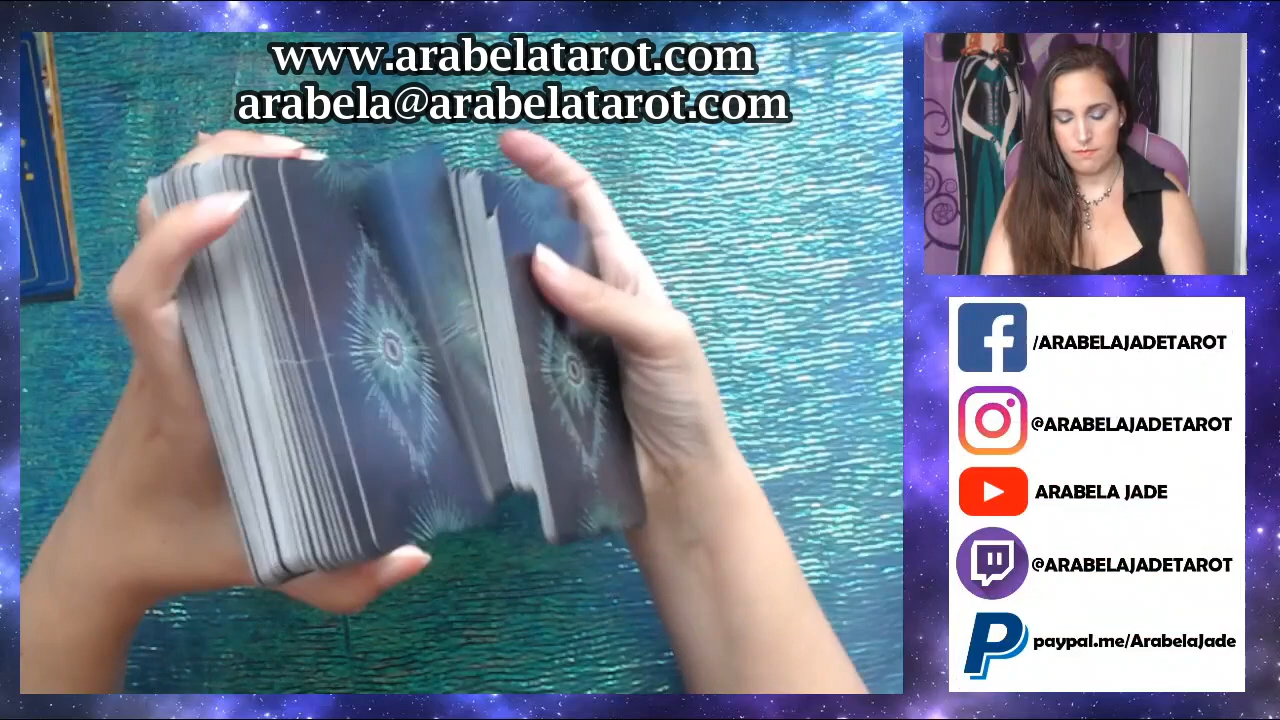 www.arabelatarot.com
arabela@arabelatarot.com
/ARABELAJADETAROT
@ARABELAJADETAROT
ARABELA JADE
@ARABELAJADETAROT
paypal.me/ArabelaJade